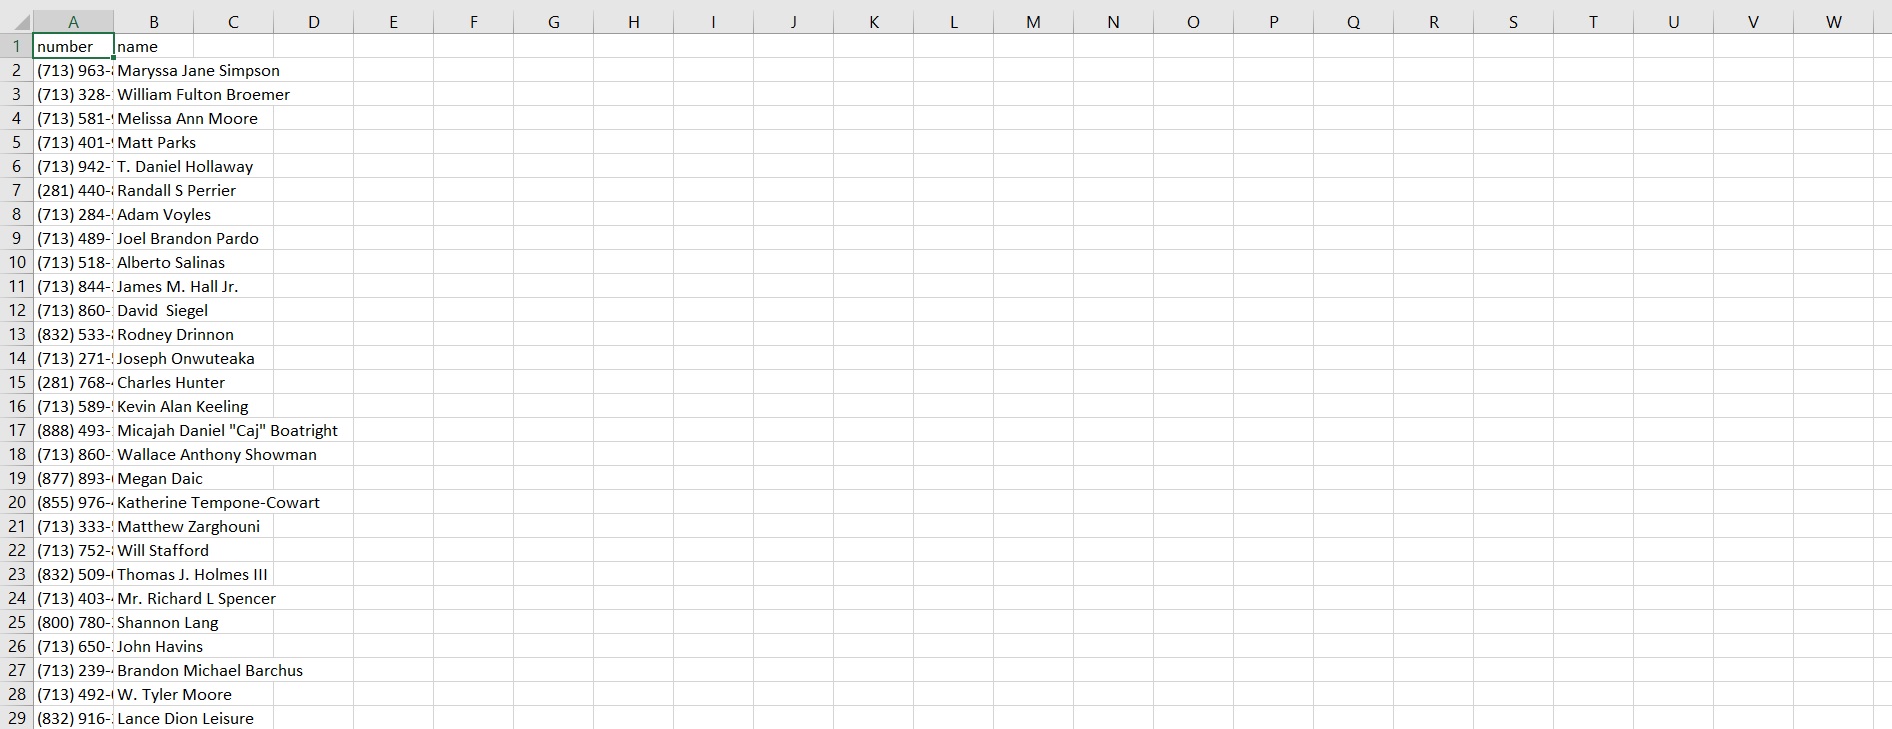 A B C D E F G H I J K L M N O P Q R S T U V W
1 number name
2 (713) 963- Maryssa Jane Simpson
3 (713) 328- William Fulton Broemer
4 (713) 581- Melissa Ann Moore
5 (713) 401- Matt Parks
6 (713) 942- T. Daniel Hollaway
7 (281) 440- Randall S Perrier
8 (713) 284- Adam Voyles
9 (713) 489- Joel Brandon Pardo
10 (713) 518- Alberto Salinas
11 (713) 844- James M. Hall Jr.
12 (713) 860- David  Siegel
13 (832) 533- Rodney Drinnon
14 (713) 271- Joseph Onwuteaka
15 (281) 768- Charles Hunter
16 (713) 589- Kevin Alan Keeling
17 (888) 493- Micajah Daniel "Caj" Boatright
18 (713) 860- Wallace Anthony Showman
19 (877) 893- Megan Daic
20 (855) 976- Katherine Tempone-Cowart
21 (713) 333- Matthew Zarghouni
22 (713) 752- Will Stafford
23 (832) 509- Thomas J. Holmes III
24 (713) 403- Mr. Richard L Spencer
25 (800) 780- Shannon Lang
26 (713) 650- John Havins
27 (713) 239- Brandon Michael Barchus
28 (713) 492- W. Tyler Moore
29 (832) 916- Lance Dion Leisure